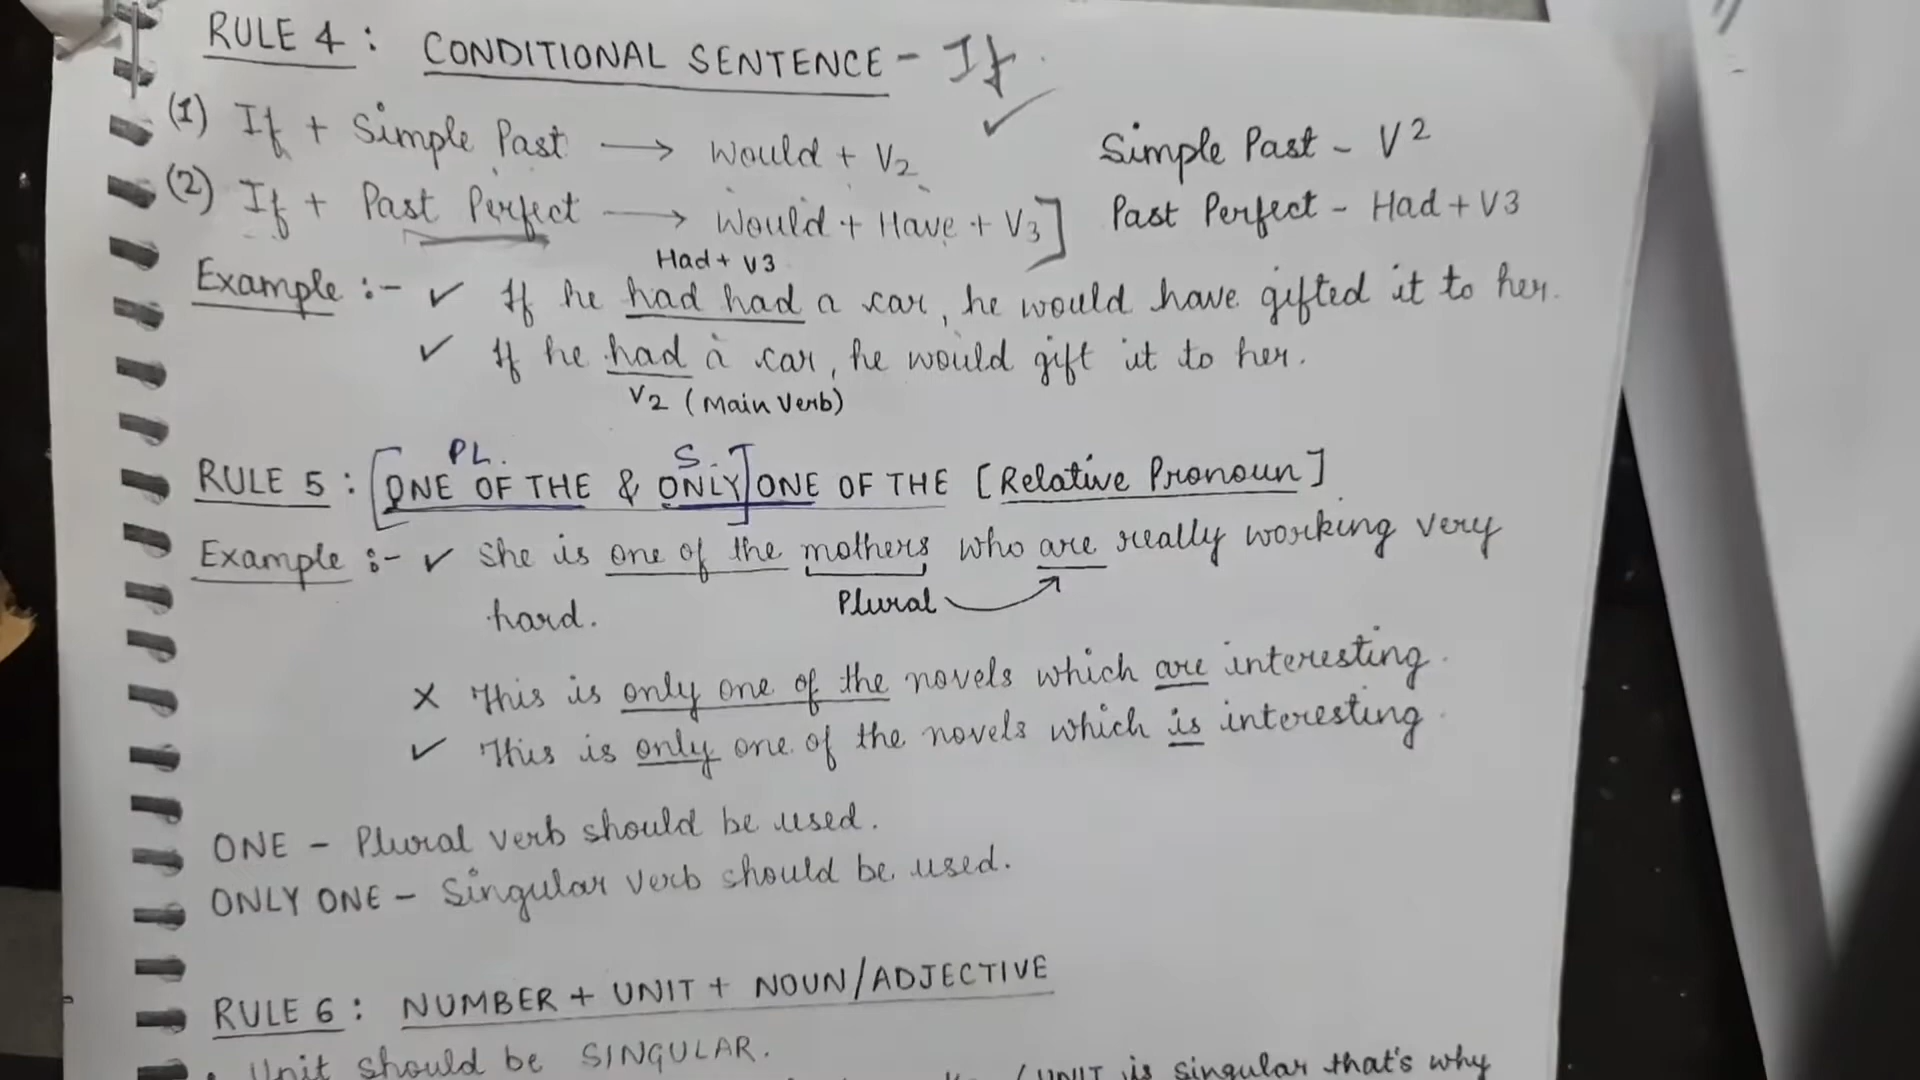 RULE 4 : CONDITIONAL SENTENCE - If
(1) If + Simple Past → Would + V2
Simple Past - V2
(2) If + Past Perfect → Would + Have + V3]
Past Perfect - Had + V3
Had + V3
Example :- ✓ If he had had a car, he would have gifted it to her.
✓ If he had a car, he would gift it to her.
V2 (Main Verb)
PL. S.
RULE 5 : [ONE OF THE & ONLY] ONE OF THE [Relative Pronoun]
Example :- ✓ She is one of the mothers who are really working very
Plural
hard.
X This is only one of the novels which are interesting.
✓ This is only one of the novels which is interesting.
ONE - Plural verb should be used.
ONLY ONE - Singular verb should be used.
RULE 6 : NUMBER + UNIT + NOUN/ADJECTIVE
• Unit should be SINGULAR.
(UNIT is singular that's why